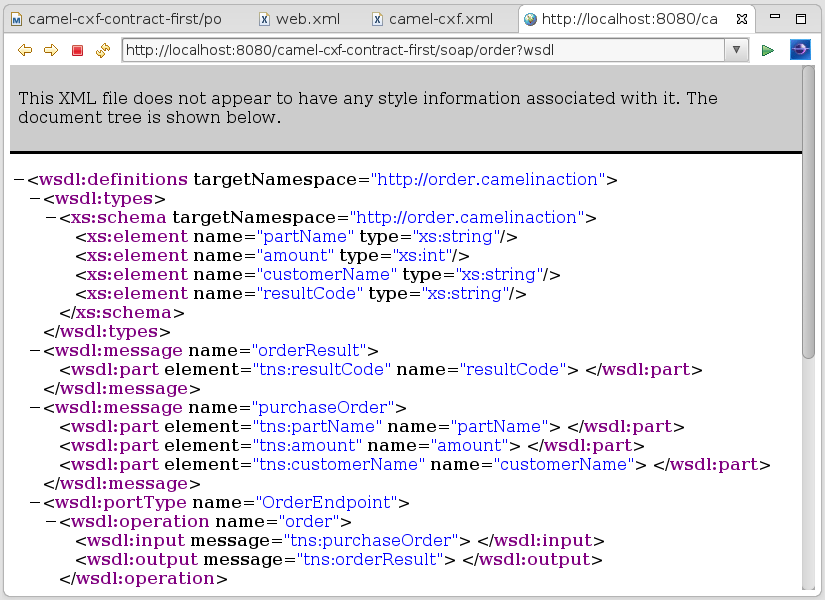 camel-cxf-contract-first/po
web.xml
camel-cxf.xml
http://localhost:8080/ca
http://localhost:8080/camel-cxf-contract-first/soap/order?wsdl
This XML file does not appear to have any style information associated with it. The
document tree is shown below.
−<wsdl:definitions targetNamespace="http://order.camelinaction">
−<wsdl:types>
−<xs:schema targetNamespace="http://order.camelinaction">
<xs:element name="partName" type="xs:string"/>
<xs:element name="amount" type="xs:int"/>
<xs:element name="customerName" type="xs:string"/>
<xs:element name="resultCode" type="xs:string"/>
</xs:schema>
</wsdl:types>
−<wsdl:message name="orderResult">
<wsdl:part element="tns:resultCode" name="resultCode"> </wsdl:part>
</wsdl:message>
−<wsdl:message name="purchaseOrder">
<wsdl:part element="tns:partName" name="partName"> </wsdl:part>
<wsdl:part element="tns:amount" name="amount"> </wsdl:part>
<wsdl:part element="tns:customerName" name="customerName"> </wsdl:part>
</wsdl:message>
−<wsdl:portType name="OrderEndpoint">
−<wsdl:operation name="order">
<wsdl:input message="tns:purchaseOrder"> </wsdl:input>
<wsdl:output message="tns:orderResult"> </wsdl:output>
</wsdl:operation>